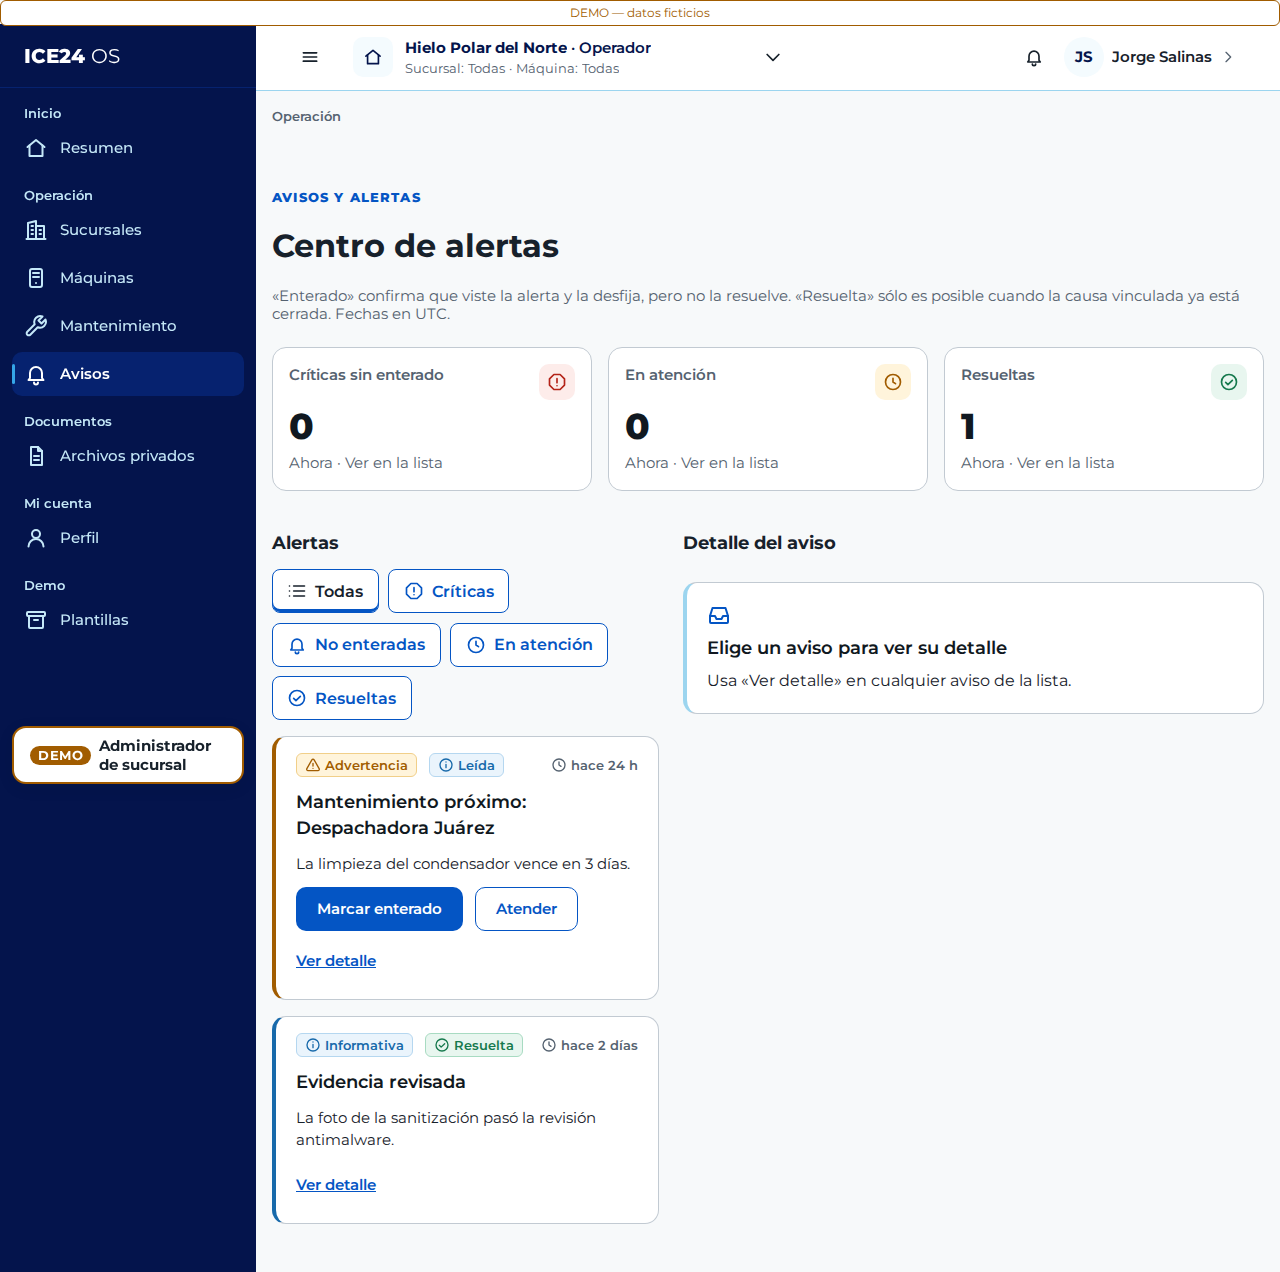 DEMO — datos ficticios
ICE24 OS
Hielo Polar del Norte · Operador
Sucursal: Todas · Máquina: Todas
JS
Jorge Salinas
Inicio
Resumen
Operación
Sucursales
Máquinas
Mantenimiento
Avisos
Documentos
Archivos privados
Mi cuenta
Perfil
Demo
Plantillas
DEMO
Administrador
de sucursal
Operación
AVISOS Y ALERTAS
Centro de alertas
«Enterado» confirma que viste la alerta y la desfija, pero no la resuelve. «Resuelta» sólo es posible cuando la causa vinculada ya está
cerrada. Fechas en UTC.
Críticas sin enterado
0
Ahora · Ver en la lista
En atención
0
Ahora · Ver en la lista
Resueltas
1
Ahora · Ver en la lista
Alertas
Todas
Críticas
No enteradas
En atención
Resueltas
Advertencia
Leída
hace 24 h
Mantenimiento próximo:
Despachadora Juárez
La limpieza del condensador vence en 3 días.
Marcar enterado
Atender
Ver detalle
Informativa
Resuelta
hace 2 días
Evidencia revisada
La foto de la sanitización pasó la revisión
antimalware.
Ver detalle
Detalle del aviso
Elige un aviso para ver su detalle
Usa «Ver detalle» en cualquier aviso de la lista.